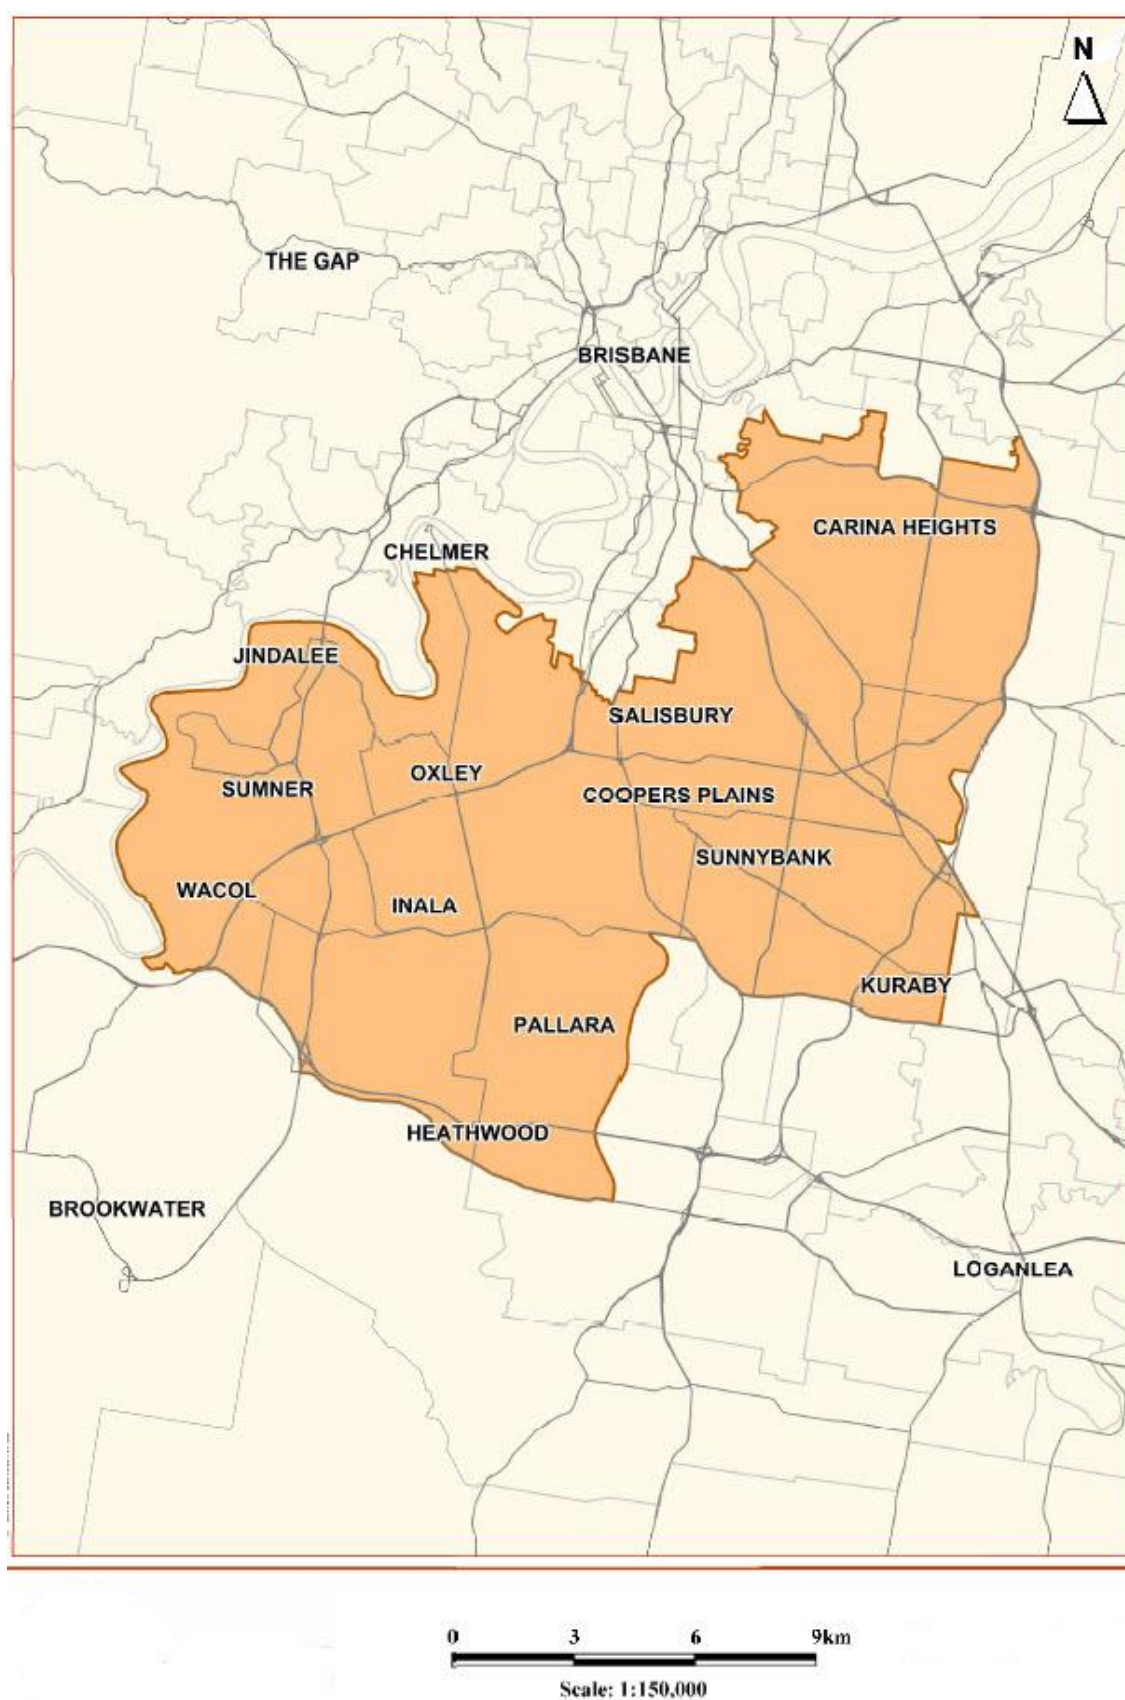 N
THE GAP
BRISBANE
CARINA HEIGHTS
CHELMER
JINDALEE
SALISBURY
OXLEY
SUMNER
COOPERS PLAINS
SUNNYBANK
WACOL
INALA
KURABY
PALLARA
HEATHWOOD
BROOKWATER
LOGANLEA
0 3 6 9km
Scale: 1:150,000